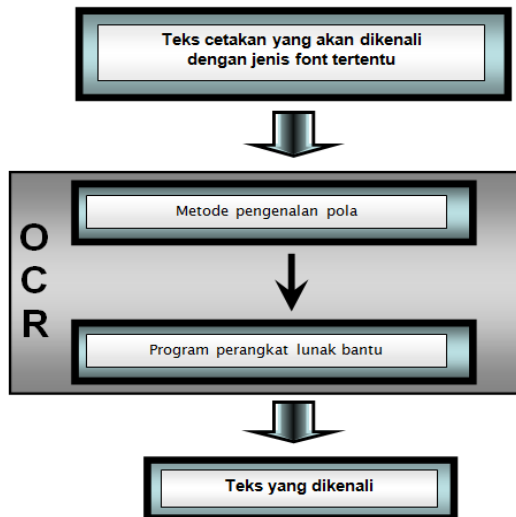 Teks cetakan yang akan dikenali
dengan jenis font tertentu
OCR
Metode pengenalan pola
Program perangkat lunak bantu
Teks yang dikenali